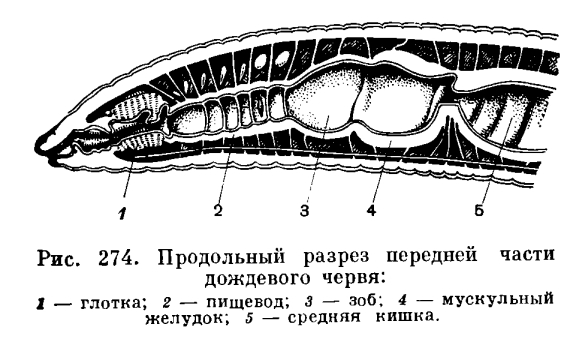 1 2 3 4 5
Рис. 274. Продольный разрез передней части
дождевого червя:
1 — глотка; 2 — пищевод; 3 — зоб; 4 — мускульный
желудок; 5 — средняя кишка.